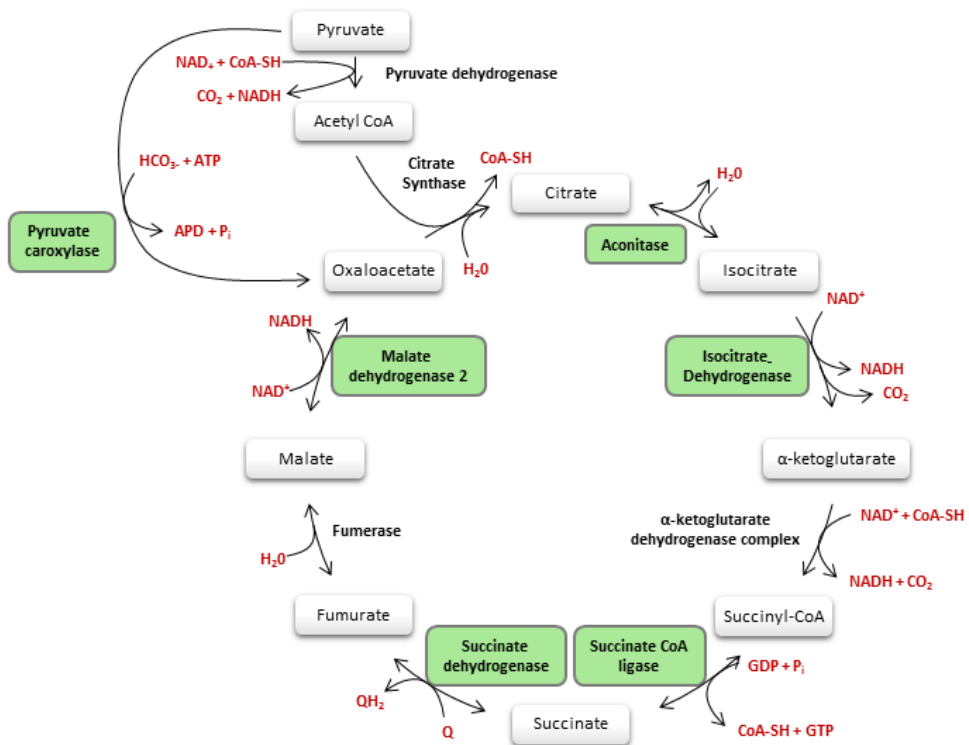 Pyruvate
NAD₊ + CoA-SH
Pyruvate dehydrogenase
CO₂ + NADH
Acetyl CoA
HCO₃- + ATP
Citrate
Synthase
CoA-SH
Citrate
H₂0
Pyruvate
caroxylase
APD + Pᵢ
Aconitase
Oxaloacetate
H₂0
Isocitrate
NAD⁺
NADH
Malate
dehydrogenase 2
Isocitrate_
Dehydrogenase
NADH
NAD⁺
CO₂
Malate
α-ketoglutarate
NAD⁺ + CoA-SH
Fumerase
α-ketoglutarate
dehydrogenase complex
H₂0
NADH + CO₂
Fumurate
Succinyl-CoA
Succinate
dehydrogenase
Succinate CoA
ligase
GDP + Pᵢ
QH₂
Q
Succinate
CoA-SH + GTP